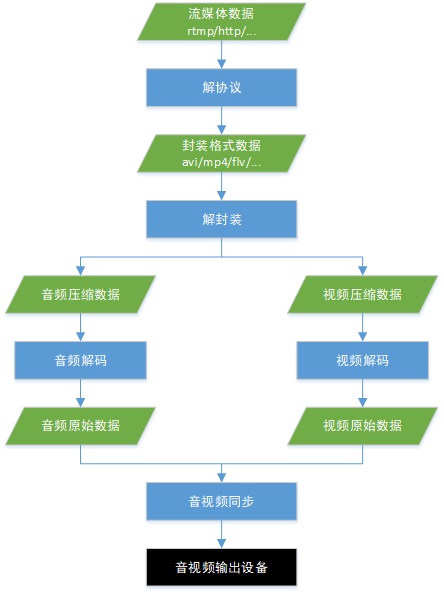 流媒体数据
rtmp/http/...
解协议
封装格式数据
avi/mp4/flv/...
解封装
音频压缩数据
视频压缩数据
音频解码
视频解码
音频原始数据
视频原始数据
音视频同步
音视频输出设备